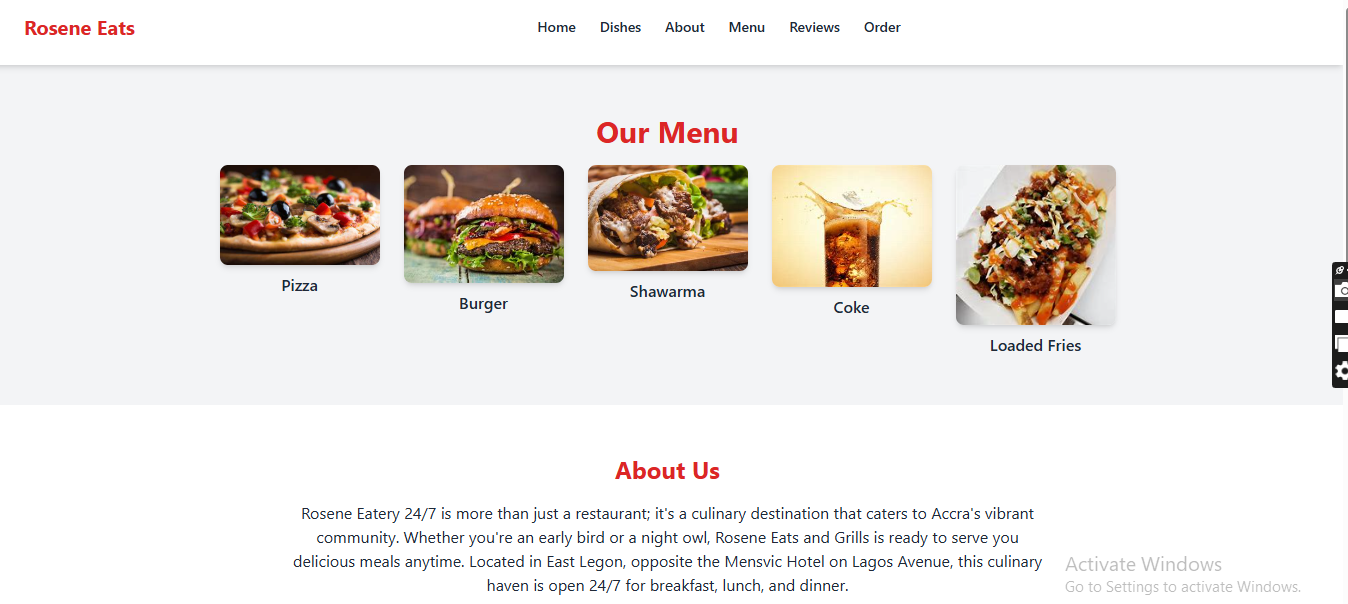 Rosene Eats
Home Dishes About Menu Reviews Order
Our Menu
Pizza
Burger
Shawarma
Coke
Loaded Fries
About Us
Rosene Eatery 24/7 is more than just a restaurant; it's a culinary destination that caters to Accra's vibrant
community. Whether you're an early bird or a night owl, Rosene Eats and Grills is ready to serve you
delicious meals anytime. Located in East Legon, opposite the Mensvic Hotel on Lagos Avenue, this culinary
haven is open 24/7 for breakfast, lunch, and dinner.
Activate Windows
Go to Settings to activate Windows.